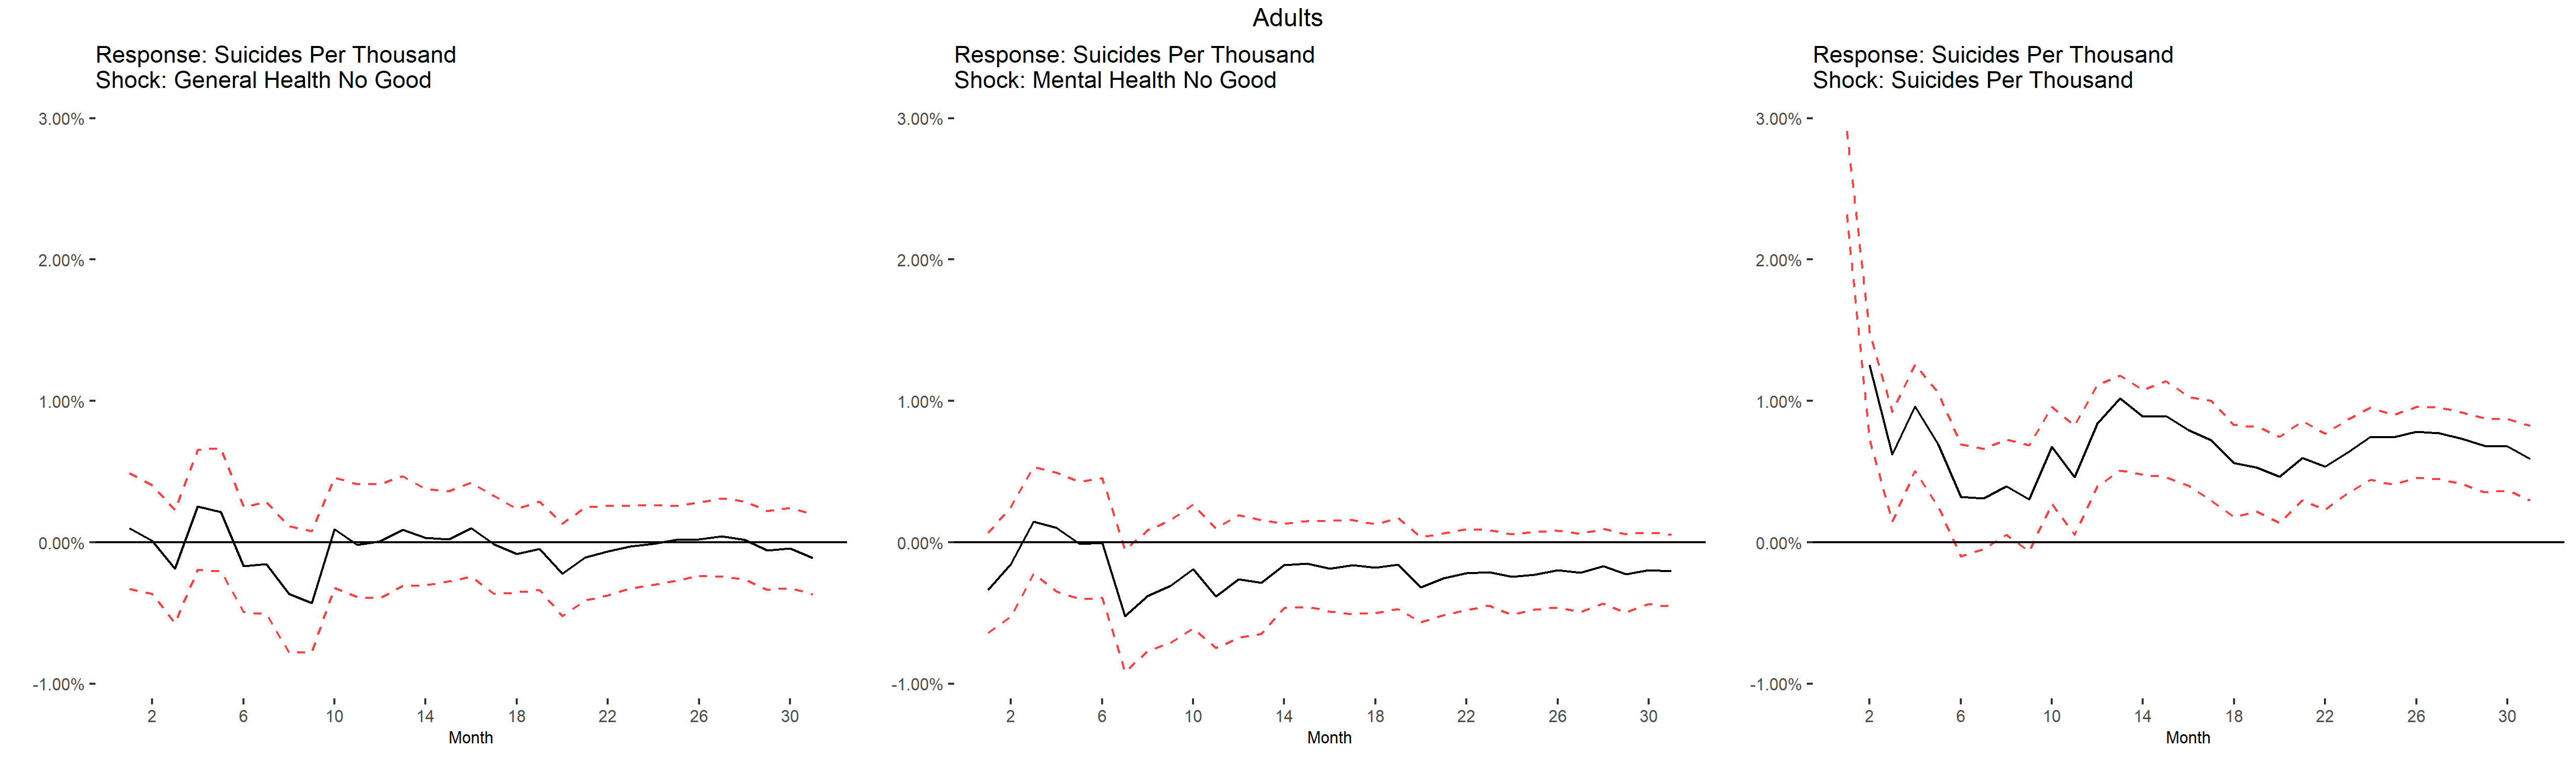 Adults
Response: Suicides Per Thousand
Shock: General Health No Good
3.00%
2.00%
1.00%
0.00%
-1.00%
2 6 10 14 18 22 26 30
Month
Response: Suicides Per Thousand
Shock: Mental Health No Good
3.00%
2.00%
1.00%
0.00%
-1.00%
2 6 10 14 18 22 26 30
Month
Response: Suicides Per Thousand
Shock: Suicides Per Thousand
3.00%
2.00%
1.00%
0.00%
-1.00%
2 6 10 14 18 22 26 30
Month